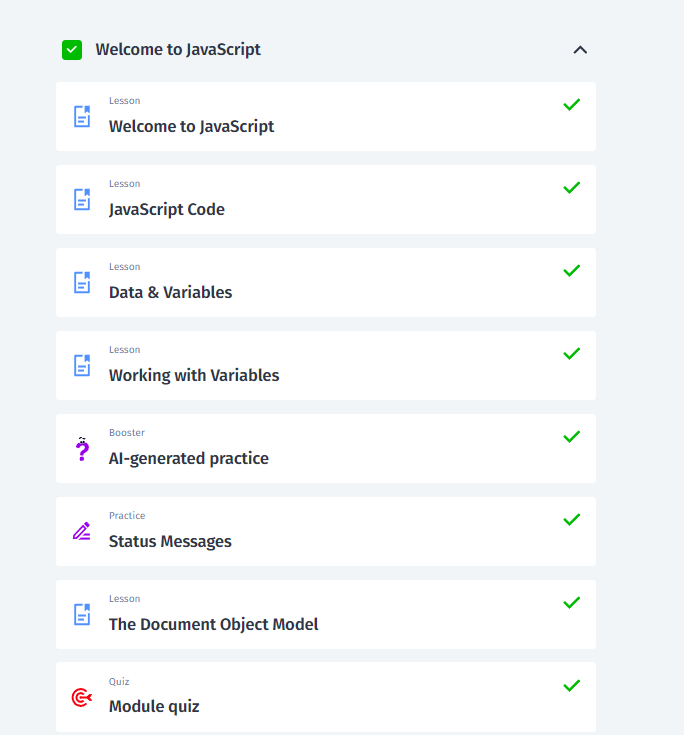 Welcome to JavaScript
Lesson
Welcome to JavaScript
Lesson
JavaScript Code
Lesson
Data & Variables
Lesson
Working with Variables
Booster
AI-generated practice
Practice
Status Messages
Lesson
The Document Object Model
Quiz
Module quiz